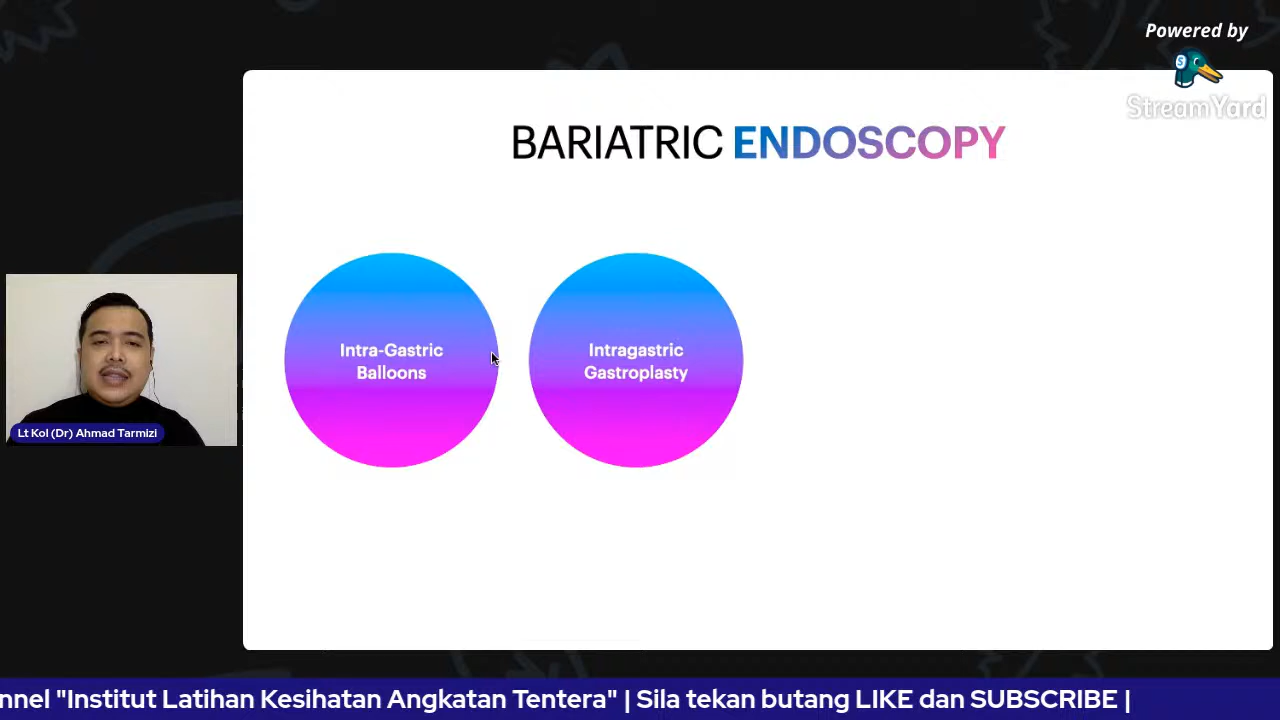 Powered by
StreamYard
BARIATRIC ENDOSCOPY
Intra-Gastric
Balloons
Intragastric
Gastroplasty
Lt Kol (Dr) Ahmad Tarmizi
nnel "Institut Latihan Kesihatan Angkatan Tentera" | Sila tekan butang LIKE dan SUBSCRIBE |